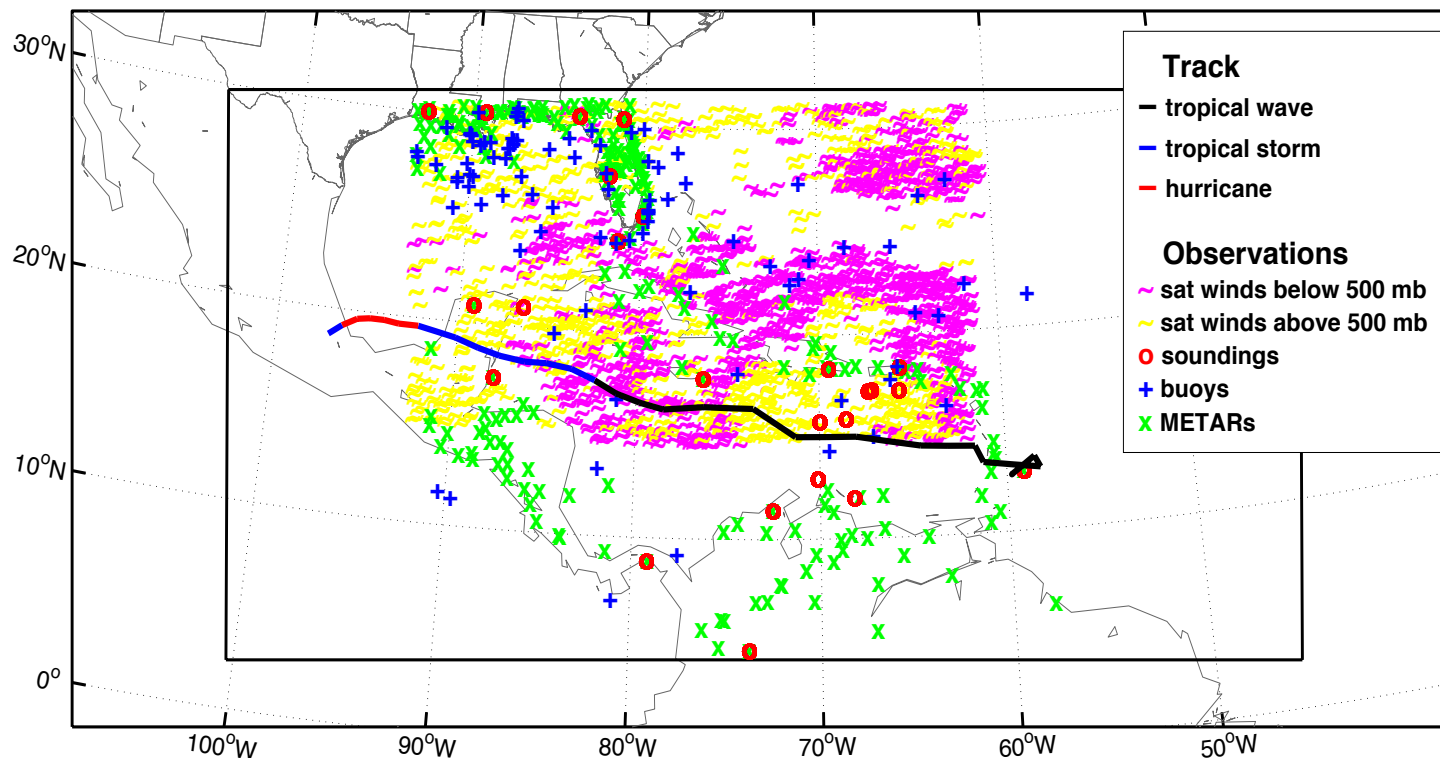 30°N
20°N
10°N
0°
100°W
90°W
80°W
70°W
60°W
50°W
Track
tropical wave
tropical storm
hurricane
Observations
~ sat winds below 500 mb
~ sat winds above 500 mb
o soundings
+ buoys
x METARs